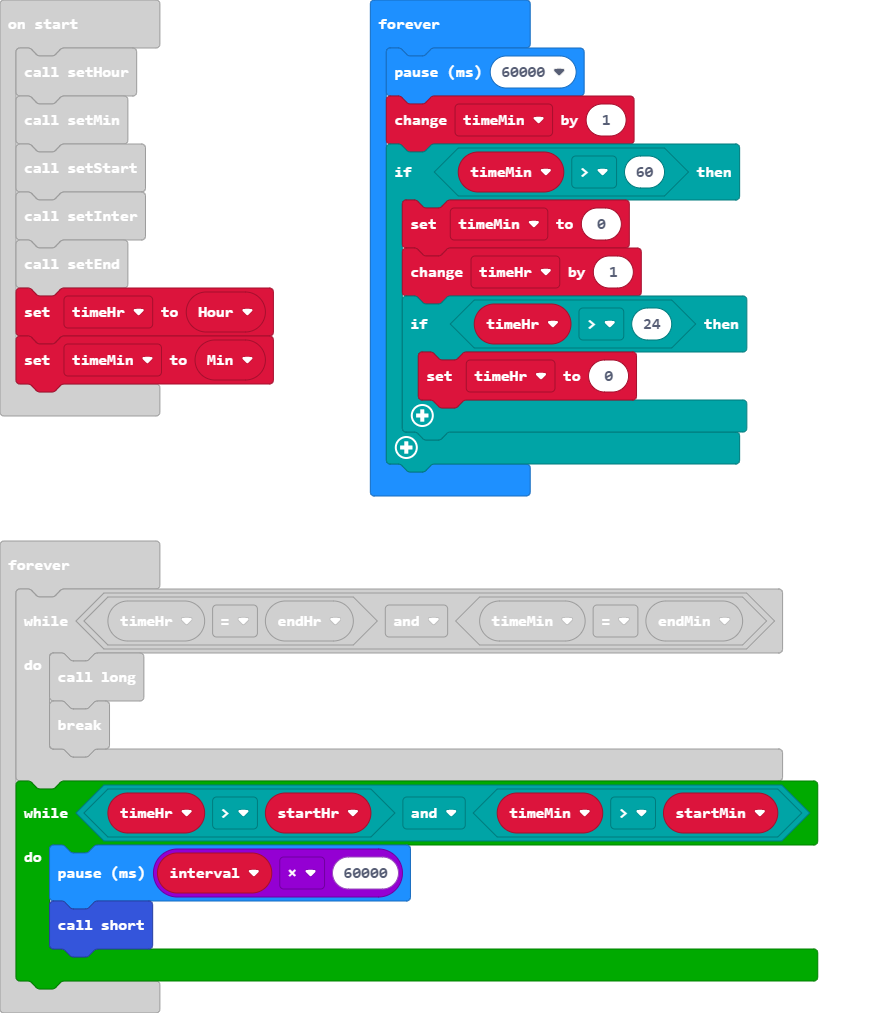 on start
call setHour
call setMin
call setStart
call setInter
call setEnd
set timeHr to Hour
set timeMin to Min
forever
pause (ms) 60000
change timeMin by 1
if timeMin > 60 then
set timeMin to 0
change timeHr by 1
if timeHr > 24 then
set timeHr to 0
forever
while timeHr = endHr and timeMin = endMin
do
call long
break
while timeHr > startHr and timeMin > startMin
do
pause (ms) interval × 60000
call short